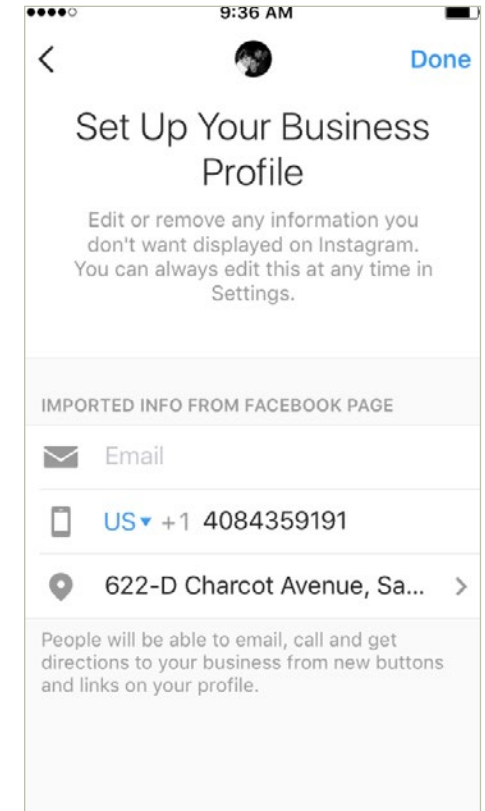 9:36 AM
Done
Set Up Your Business
Profile
Edit or remove any information you
don't want displayed on Instagram.
You can always edit this at any time in
Settings.
IMPORTED INFO FROM FACEBOOK PAGE
Email
US +1 4084359191
622-D Charcot Avenue, Sa...
People will be able to email, call and get
directions to your business from new buttons
and links on your profile.